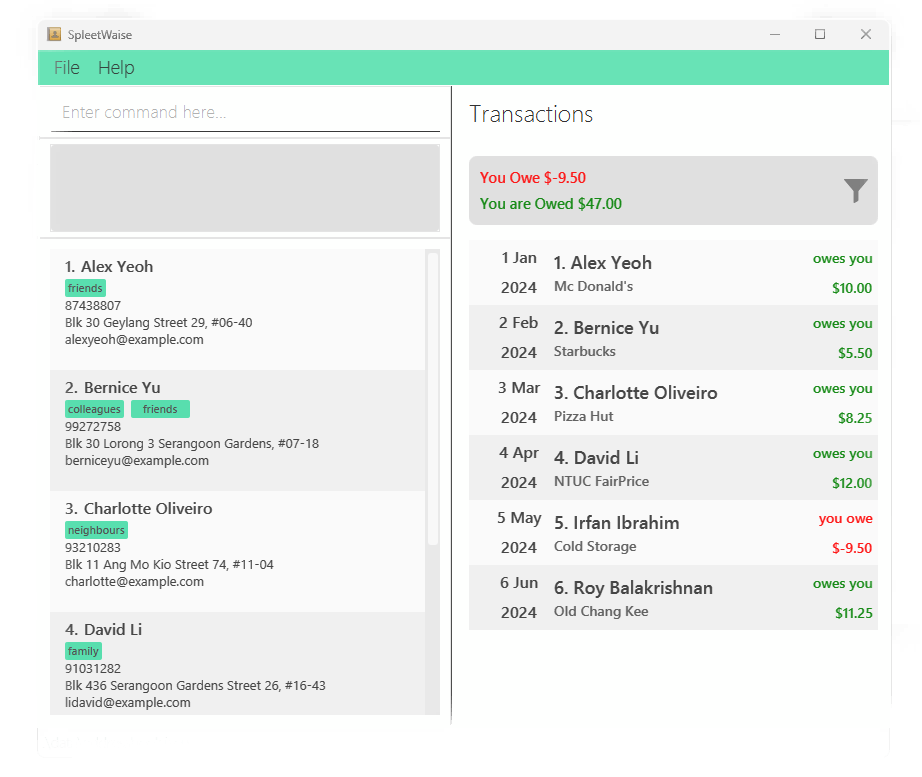 SpleetWaise
File Help
Enter command here...
1. Alex Yeoh
friends
87438807
Blk 30 Geylang Street 29, #06-40
alexyeoh@example.com
2. Bernice Yu
colleagues friends
99272758
Blk 30 Lorong 3 Serangoon Gardens, #07-18
berniceyu@example.com
3. Charlotte Oliveiro
neighbours
93210283
Blk 11 Ang Mo Kio Street 74, #11-04
charlotte@example.com
4. David Li
family
91031282
Blk 436 Serangoon Gardens Street 26, #16-43
lidavid@example.com
Transactions
You Owe $-9.50
You are Owed $47.00
1 Jan 1. Alex Yeoh owes you
2024 Mc Donald's $10.00
2 Feb 2. Bernice Yu owes you
2024 Starbucks $5.50
3 Mar 3. Charlotte Oliveiro owes you
2024 Pizza Hut $8.25
4 Apr 4. David Li owes you
2024 NTUC FairPrice $12.00
5 May 5. Irfan Ibrahim you owe
2024 Cold Storage $-9.50
6 Jun 6. Roy Balakrishnan owes you
2024 Old Chang Kee $11.25